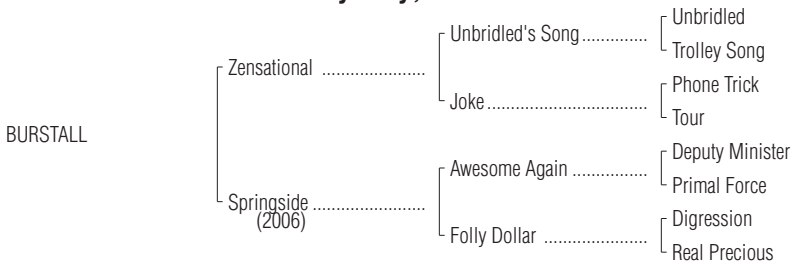 Unbridled
Unbridled's Song ..............
Trolley Song
Zensational ......................
Phone Trick
Joke..................................
Tour
BURSTALL
Deputy Minister
Awesome Again ................
Primal Force
Springside ........................
(2006)
Digression
Folly Dollar ......................
Real Precious